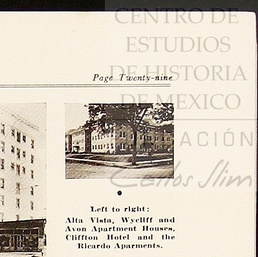 CENTRO DE
ESTUDIOS
DE HISTORIA
DE MEXICO
Page Twenty-nine
ACIÓN
Carlos Slim
Left to right:
Alta Vista, Wycliff and
Avon Apartment Houses,
Cliffton Hotel and the
Ricardo Aparments.